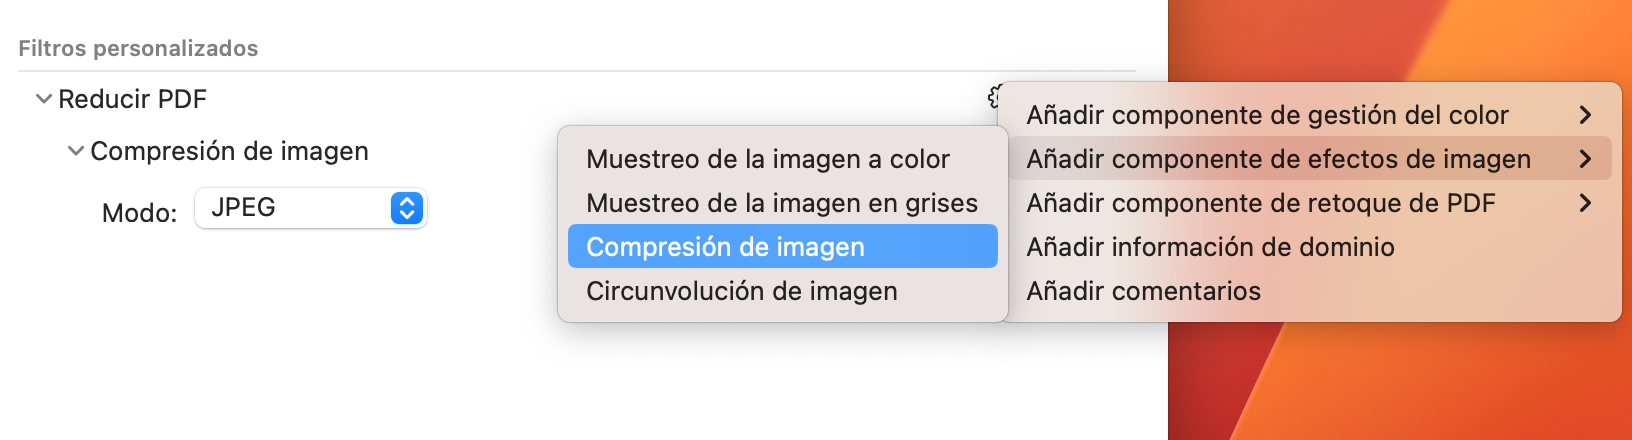 Filtros personalizados
Reducir PDF
Compresión de imagen
Modo: JPEG
Muestreo de la imagen a color
Muestreo de la imagen en grises
Compresión de imagen
Circunvolución de imagen
Añadir componente de gestión del color
Añadir componente de efectos de imagen
Añadir componente de retoque de PDF
Añadir información de dominio
Añadir comentarios